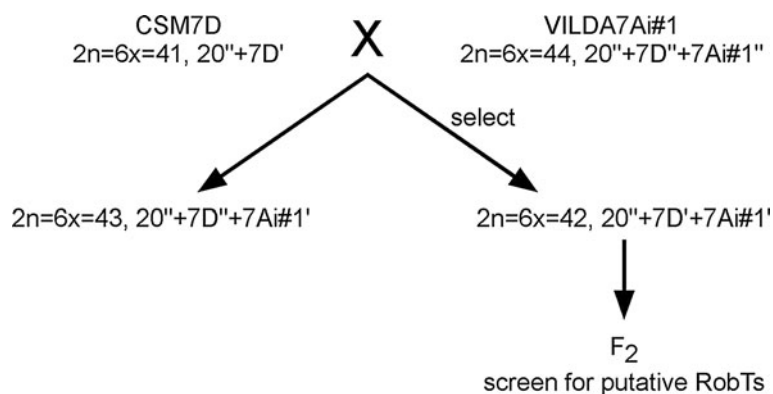 CSM7D
2n=6x=41, 20"+7D'
X
VILDA7Ai#1
2n=6x=44, 20"+7D"+7Ai#1"
select
2n=6x=43, 20"+7D"+7Ai#1'
2n=6x=42, 20"+7D'+7Ai#1'
F2
screen for putative RobTs